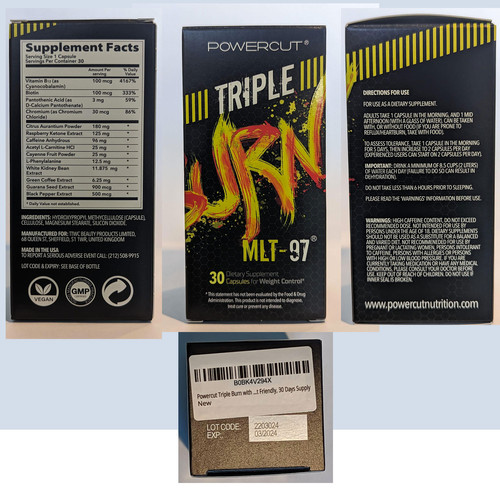 Supplement Facts
Serving Size 1 Capsule
Servings Per Container 30
Amount Per serving % Daily Value
Vitamin B12 (as Cyanocobalamin) 100 mcg 4167%
Biotin 100 mcg 333%
Pantothenic Acid (as D-Calcium Pentothenate) 3 mg 59%
Chromium (as Chromium Chloride) 30 mcg 86%
Citrus Aurantium Powder 180 mg *
Raspberry Ketone Extract 125 mg *
Caffeine Anhydrous 96 mg *
Acetyl L-Carnitine HCl 25 mg *
Cayenne Fruit Powder 25 mg *
L-Phenylalanine 12.5 mg *
White Kidney Bean Extract 11.875 mg *
Green Coffee Extract 6.25 mg *
Guarana Seed Extract 900 mcg *
Black Pepper Extract 500 mcg *
* Daily Value not established.
INGREDIENTS: HYDROXYPROPYL METHYLCELLULOSE (CAPSULE),
CELLULOSE, MAGNESIUM STEARATE, SILICON DIOXIDE.
MANUFACTURED FOR: TWC BEAUTY PRODUCTS LIMITED,
68 QUEEN ST, SHEFFIELD, S1 1WR, UNITED KINGDOM
MADE IN THE USA
TO REPORT A SERIOUS ADVERSE EVENT CALL: (212) 508-9915
LOT CODE & EXPIRY: SEE BASE OF BOTTLE
VEGAN
GMP
POWERCUT®
TRIPLE
BURN
MLT-97®
30 Dietary Supplement
Capsules for Weight Control*
*This statement has not been evaluated by the Food & Drug
Administration. This product is not intended to diagnose,
treat cure or prevent any disease.
DIRECTIONS FOR USE
FOR USE AS A DIETARY SUPPLEMENT.
ADULTS TAKE 1 CAPSULE IN THE MORNING, AND 1 MID
AFTERNOON (WITH A GLASS OF WATER). CAN BE TAKEN
WITH, OR WITHOUT FOOD (IF YOU ARE PRONE TO
REFLUX/HEARTBURN, TAKE WITH FOOD).
TO ASSESS TOLERANCE, TAKE 1 CAPSULE IN THE MORNING
FOR 5 DAYS, THEN INCREASE TO 2 CAPSULES PER DAY
(EXPERIENCED USERS CAN START ON 2 CAPSULES PER DAY).
IMPORTANT: DRINK A MINIMUM OF 8.5 CUPS (2 LITERS)
OF WATER EACH DAY (FAILURE TO DO SO CAN RESULT IN
DEHYDRATION).
DO NOT TAKE LESS THAN 6 HOURS PRIOR TO SLEEPING.
PLEASE READ THE 'WARNINGS' INFORMATION BEFORE USE.
WARNINGS: HIGH CAFFEINE CONTENT, DO NOT EXCEED
RECOMMENDED DOSE. NOT INTENDED FOR USE BY
PERSONS UNDER THE AGE OF 18. DIETARY SUPPLEMENTS
SHOULD NOT BE USED AS A SUBSTITUTE FOR A BALANCED
AND VARIED DIET. NOT RECOMMENDED FOR USE BY
PREGNANT OR LACTATING WOMEN, PERSONS ALLERGIC OR
INTOLERANT TO CAFFEINE, PERSONS WITH ALLERGIES OR PERSONS
WITH HIGH OR LOW BLOOD PRESSURE. IF YOU ARE
CURRENTLY TAKING MEDICATION OR HAVE ANY MEDICAL
CONDITIONS, PLEASE CONSULT YOUR DOCTOR BEFORE
USE. KEEP OUT OF REACH OF CHILDREN. DO NOT USE IF
INNER SEAL IS BROKEN.
www.powercutnutrition.com
B0BK4V294X
Powercut Triple Burn with ...t Friendly, 30 Days Supply
New
LOT CODE: 2203024
EXP.: 03/2024